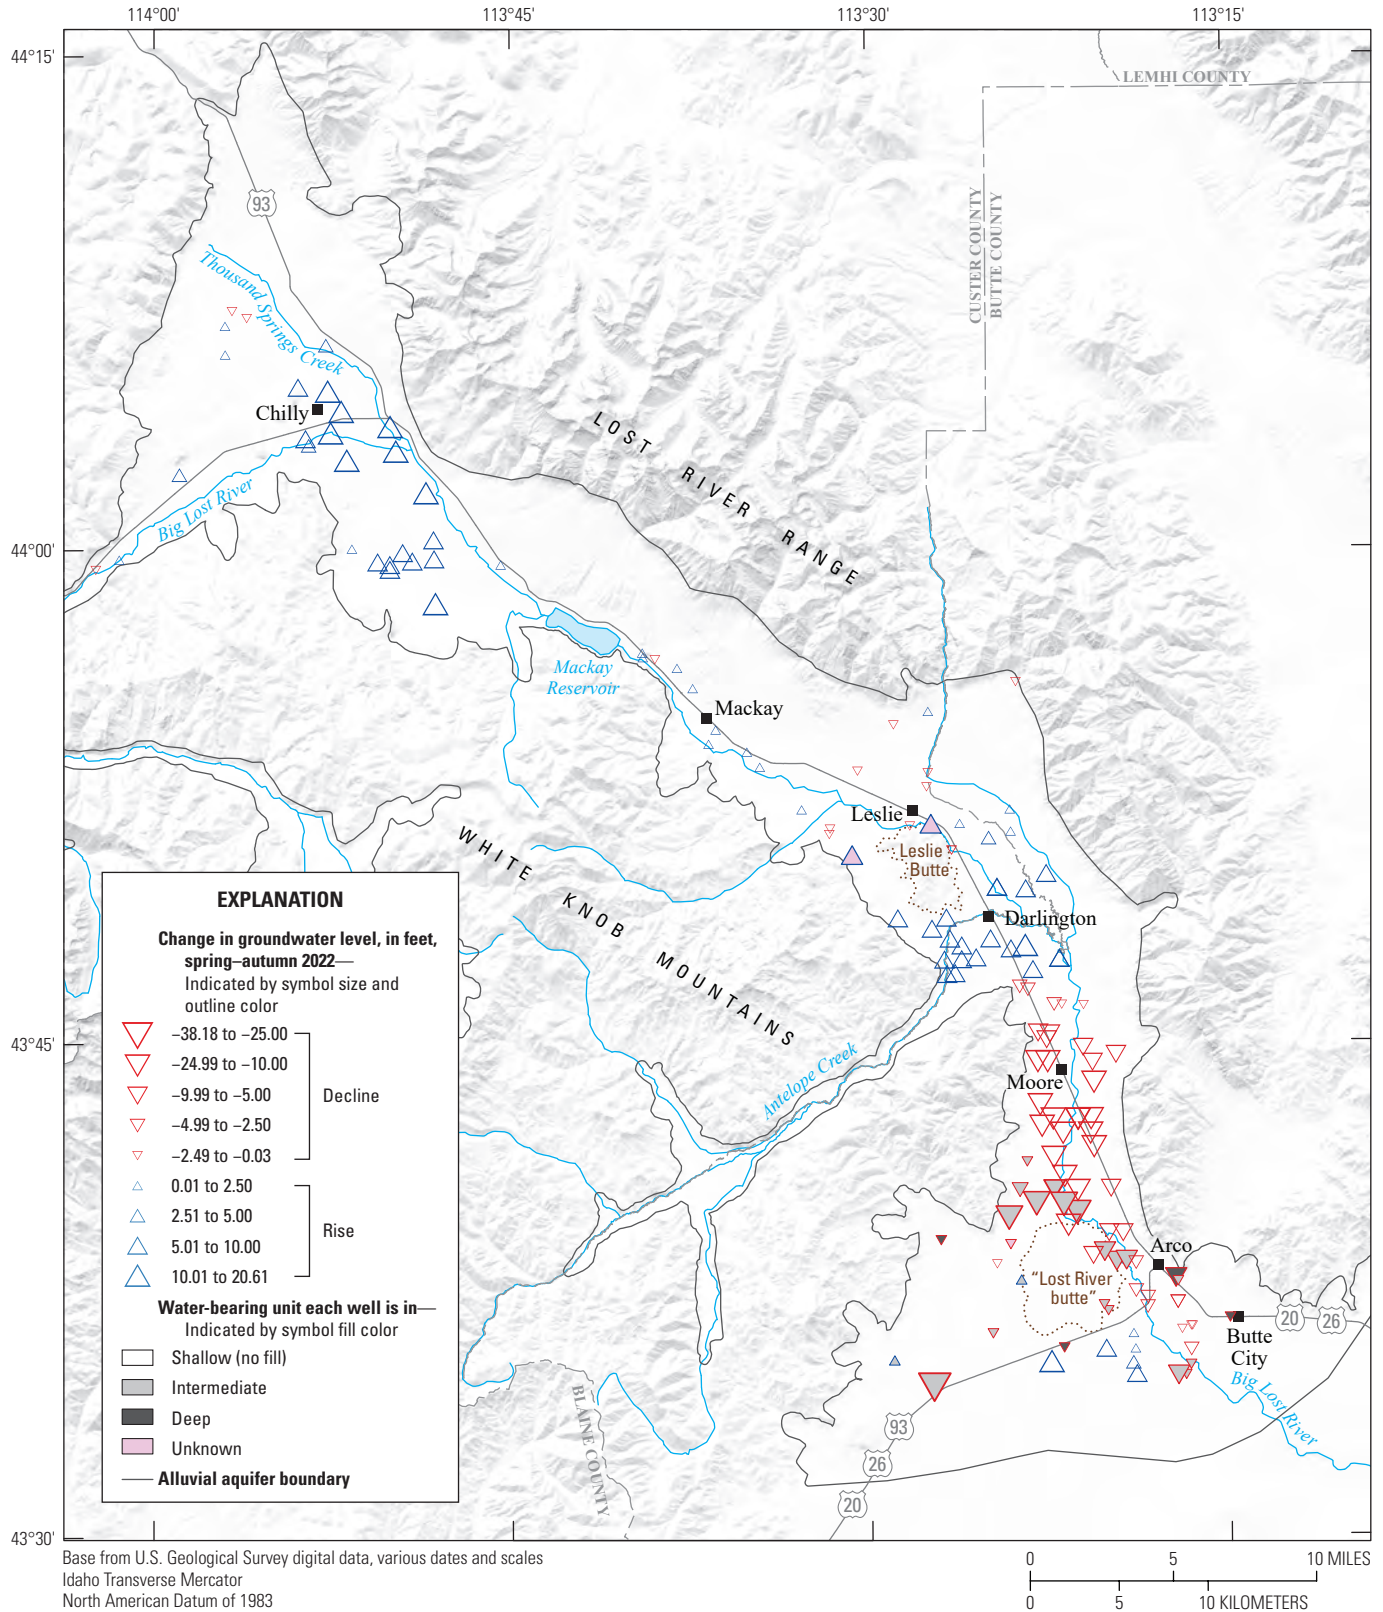 114°00'
113°45'
113°30'
113°15'
44°15'
LEMHI COUNTY
93
CUSTER COUNTY
BUTTE COUNTY
Thousand Springs Creek
Chilly
LOST RIVER RANGE
Big Lost River
44°00'
Mackay
Reservoir
Mackay
Leslie
Leslie
Butte
WHITE KNOB MOUNTAINS
Darlington
EXPLANATION
Change in groundwater level, in feet,
spring–autumn 2022—
Indicated by symbol size and
outline color
−38.18 to −25.00
−24.99 to −10.00
−9.99 to −5.00
−4.99 to −2.50
−2.49 to −0.03
Decline
0.01 to 2.50
2.51 to 5.00
5.01 to 10.00
10.01 to 20.61
Rise
Water-bearing unit each well is in—
Indicated by symbol fill color
Shallow (no fill)
Intermediate
Deep
Unknown
Alluvial aquifer boundary
43°45'
Antelope Creek
Moore
Arco
"Lost River
butte"
20
26
Butte
City
Big Lost River
BLAINE COUNTY
93
26
20
43°30'
Base from U.S. Geological Survey digital data, various dates and scales
Idaho Transverse Mercator
North American Datum of 1983
0 5 10 MILES
0 5 10 KILOMETERS